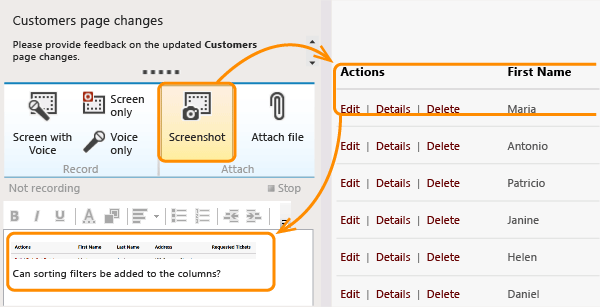 Customers page changes
Please provide feedback on the updated Customers
page changes.
Screen with
Voice
Screen
only
Voice
only
Record
Screenshot
Attach file
Attach
Not recording
Stop
B I U A
Actions First Name Last Name Address Requested Tickets
Can sorting filters be added to the columns?
Actions First Name
Edit | Details | Delete Maria
Edit | Details | Delete Antonio
Edit | Details | Delete Patricio
Edit | Details | Delete Janine
Edit | Details | Delete Helen
Edit | Details | Delete Daniel